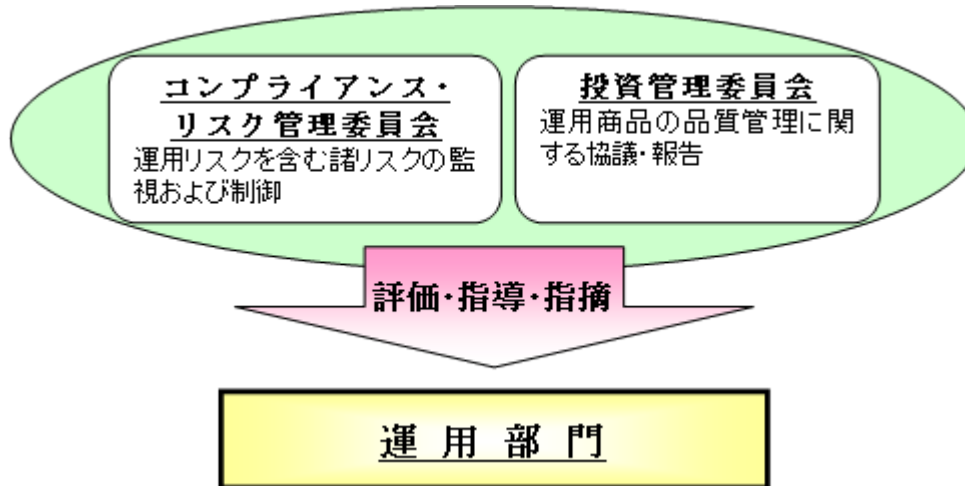 コンプライアンス・
リスク管理委員会
運用リスクを含む諸リスクの監
視および制御
投資管理委員会
運用商品の品質管理に関
する協議・報告
評価・指導・指摘
運用部門